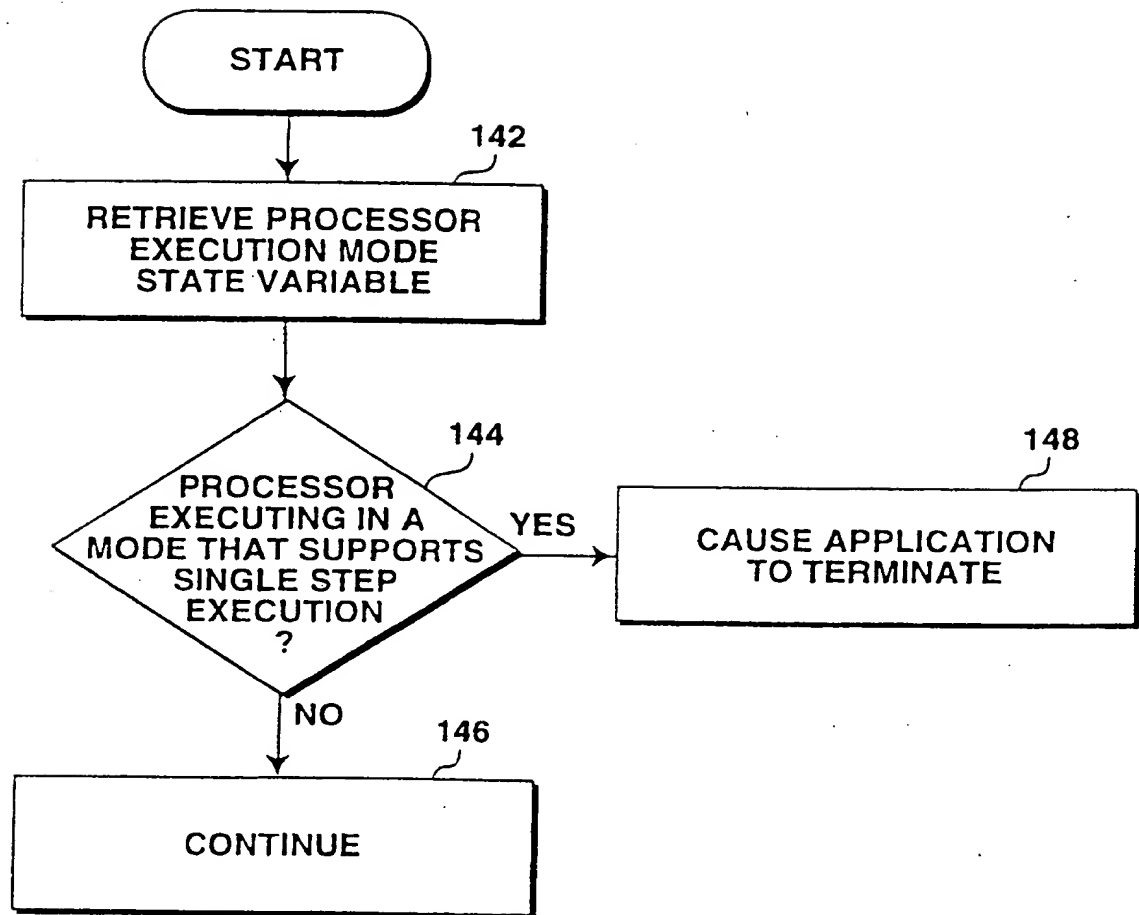 START
142
RETRIEVE PROCESSOR
EXECUTION MODE
STATE VARIABLE
144
PROCESSOR
EXECUTING IN A
MODE THAT SUPPORTS
SINGLE STEP
EXECUTION
?
YES
148
CAUSE APPLICATION
TO TERMINATE
NO
146
CONTINUE